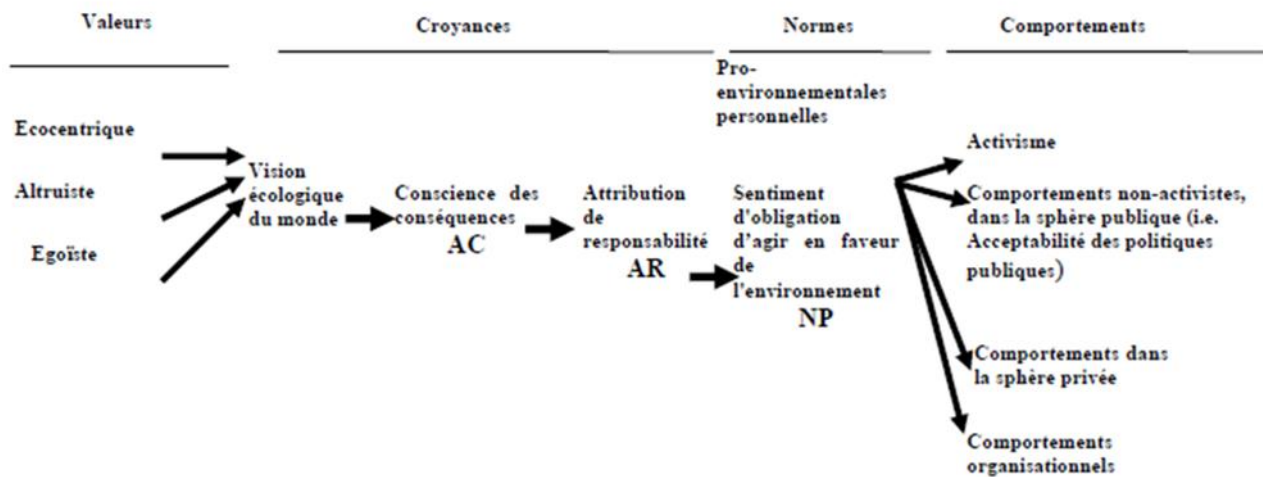 Valeurs
Croyances
Normes
Comportements
Pro-
environnementales
personnelles
Ecocentrique
Altruiste
Egoïste
Vision
écologique
du monde
Conscience des
conséquences
AC
Attribution
de
responsabilité
AR
Sentiment
d'obligation
d'agir en faveur
de
l'environnement
NP
Activisme
Comportements non-activistes,
dans la sphère publique (i.e.
Acceptabilité des politiques
publiques)
Comportements dans
la sphère privée
Comportements
organisationnels